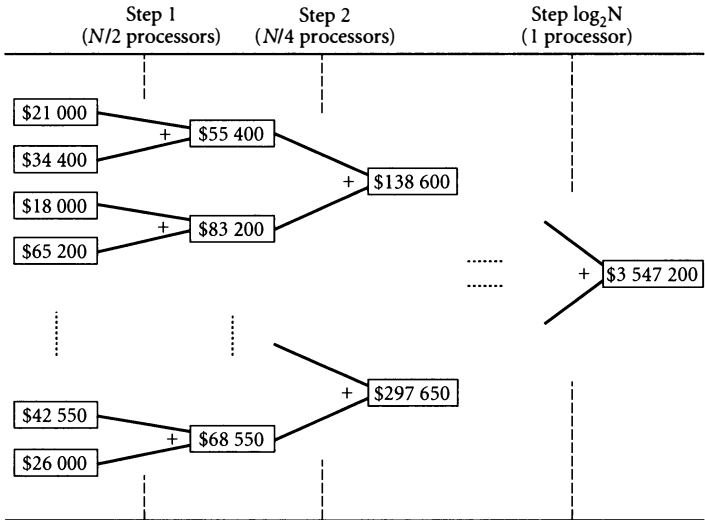 Step 1
(N/2 processors)
Step 2
(N/4 processors)
Step log₂N
(1 processor)
$21 000
$34 400
+
$55 400
$18 000
$65 200
+
$83 200
+
$138 600
+
$3 547 200
$42 550
$26 000
+
$68 550
+
$297 650